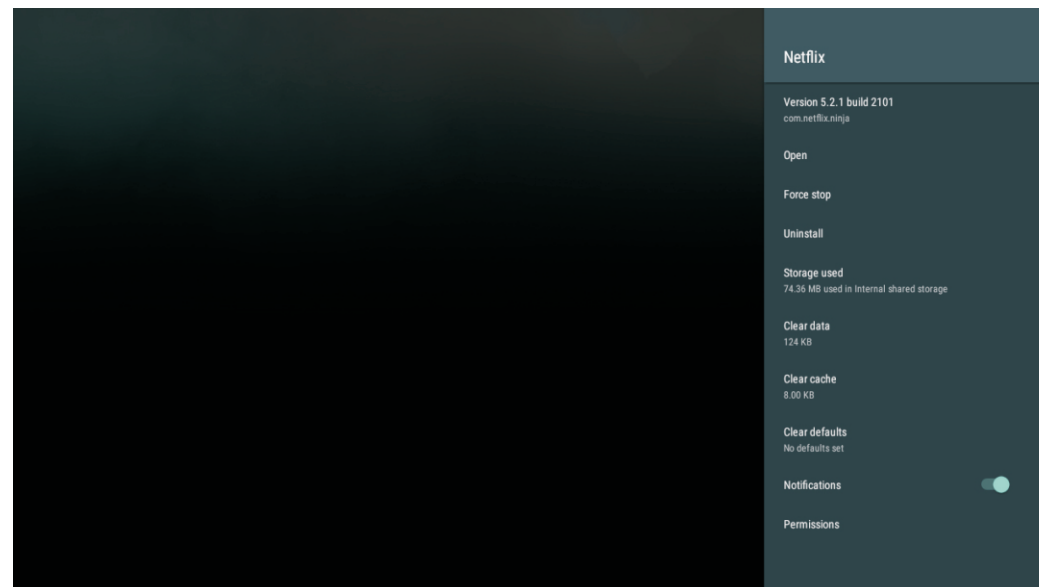 Netflix
Version 5.2.1 build 2101
com.netflix.ninja
Open
Force stop
Uninstall
Storage used
74.36 MB used in Internal shared storage
Clear data
124 KB
Clear cache
8.00 KB
Clear defaults
No defaults set
Notifications
Permissions